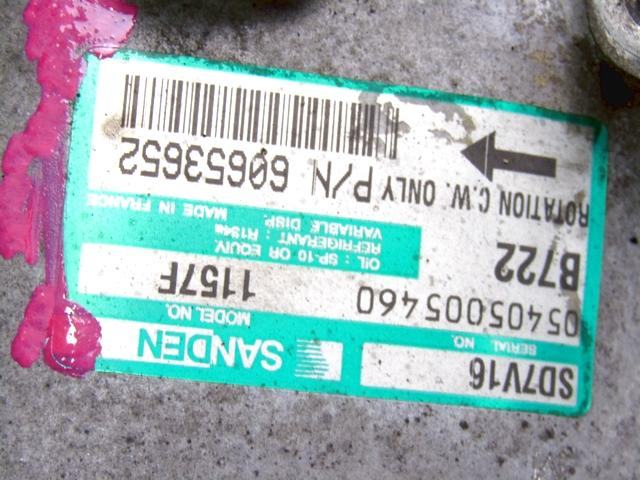 SD7V16 SANDEN
SERIAL NO. MODEL NO.
05405005460 1157F
B722 OIL : SP-10 OR EQUIV.
REFRIGERANT : R134a
VARIABLE DISP. MADE IN FRANCE
ROTATION C.W. ONLY P/N 60653652